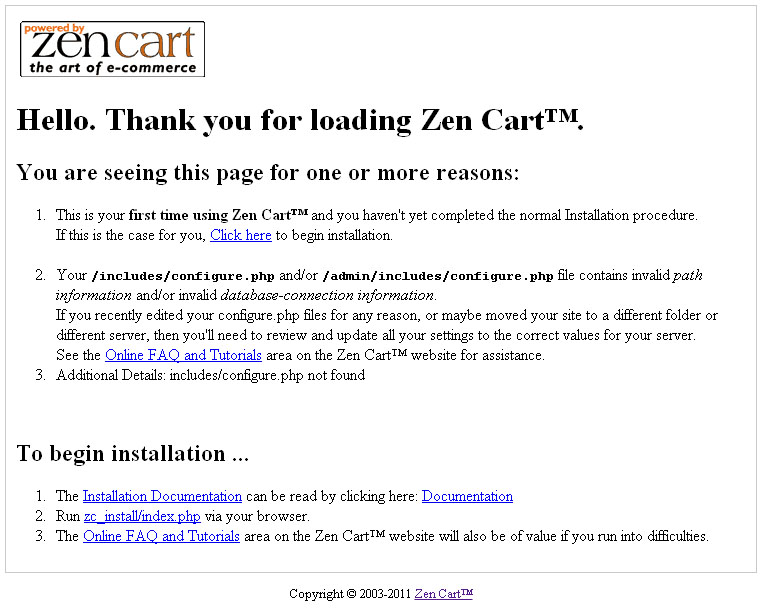 powered by
zen cart
the art of e-commerce
Hello. Thank you for loading Zen Cart™.
You are seeing this page for one or more reasons:
1. This is your first time using Zen Cart™ and you haven't yet completed the normal Installation procedure.
If this is the case for you, Click here to begin installation.
2. Your /includes/configure.php and/or /admin/includes/configure.php file contains invalid path
information and/or invalid database-connection information.
If you recently edited your configure.php files for any reason, or maybe moved your site to a different folder or
different server, then you'll need to review and update all your settings to the correct values for your server.
See the Online FAQ and Tutorials area on the Zen Cart™ website for assistance.
3. Additional Details: includes/configure.php not found
To begin installation ...
1. The Installation Documentation can be read by clicking here: Documentation
2. Run zc_install/index.php via your browser.
3. The Online FAQ and Tutorials area on the Zen Cart™ website will also be of value if you run into difficulties.
Copyright © 2003-2011 Zen Cart™